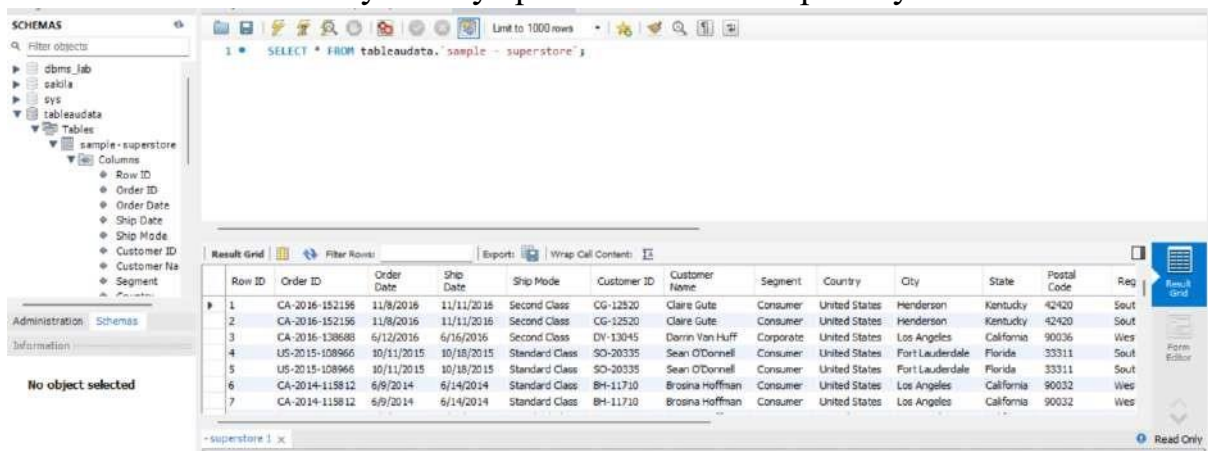 SCHEMAS
Filter objects
dbms_lab
sakila
sys
tableaudata
Tables
sample-superstore
Columns
Row ID
Order ID
Order Date
Ship Date
Ship Mode
Customer ID
Customer Na
Segment
Administration Schemas
Information
No object selected
Limit to 1000 rows
1 SELECT * FROM tableaudata.`sample - superstore`;
Result Grid Filter Rows: Export: Wrap Cell Content:
Row ID Order ID Order Date Ship Date Ship Mode Customer ID Customer Name Segment Country City State Postal Code Reg
1 CA-2016-152156 11/8/2016 11/11/2016 Second Class CG-12520 Claire Gute Consumer United States Henderson Kentucky 42420 Sout
2 CA-2016-152156 11/8/2016 11/11/2016 Second Class CG-12520 Claire Gute Consumer United States Henderson Kentucky 42420 Sout
3 CA-2016-138688 6/12/2016 6/16/2016 Second Class DV-13045 Darrin Van Huff Corporate United States Los Angeles California 90036 Wes
4 US-2015-108966 10/11/2015 10/18/2015 Standard Class SO-20335 Sean O'Donnell Consumer United States Fort Lauderdale Florida 33311 Sout
5 US-2015-108966 10/11/2015 10/18/2015 Standard Class SO-20335 Sean O'Donnell Consumer United States Fort Lauderdale Florida 33311 Sout
6 CA-2014-115812 6/9/2014 6/14/2014 Standard Class BH-11710 Brosina Hoffman Consumer United States Los Angeles California 90032 Wes
7 CA-2014-115812 6/9/2014 6/14/2014 Standard Class BH-11710 Brosina Hoffman Consumer United States Los Angeles California 90032 Wes
Result Grid
Form Editor
-superstore 1
Read Only